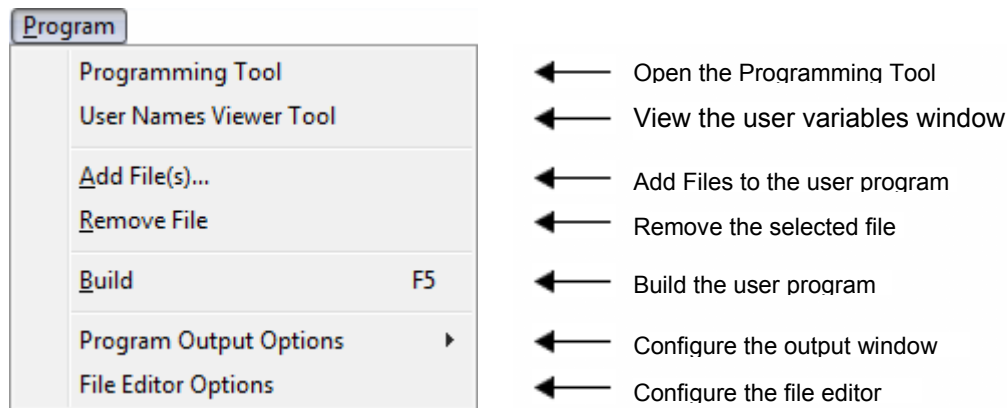 Program
Programming Tool Open the Programming Tool
User Names Viewer Tool View the user variables window
Add File(s)... Add Files to the user program
Remove File Remove the selected file
Build F5 Build the user program
Program Output Options Configure the output window
File Editor Options Configure the file editor